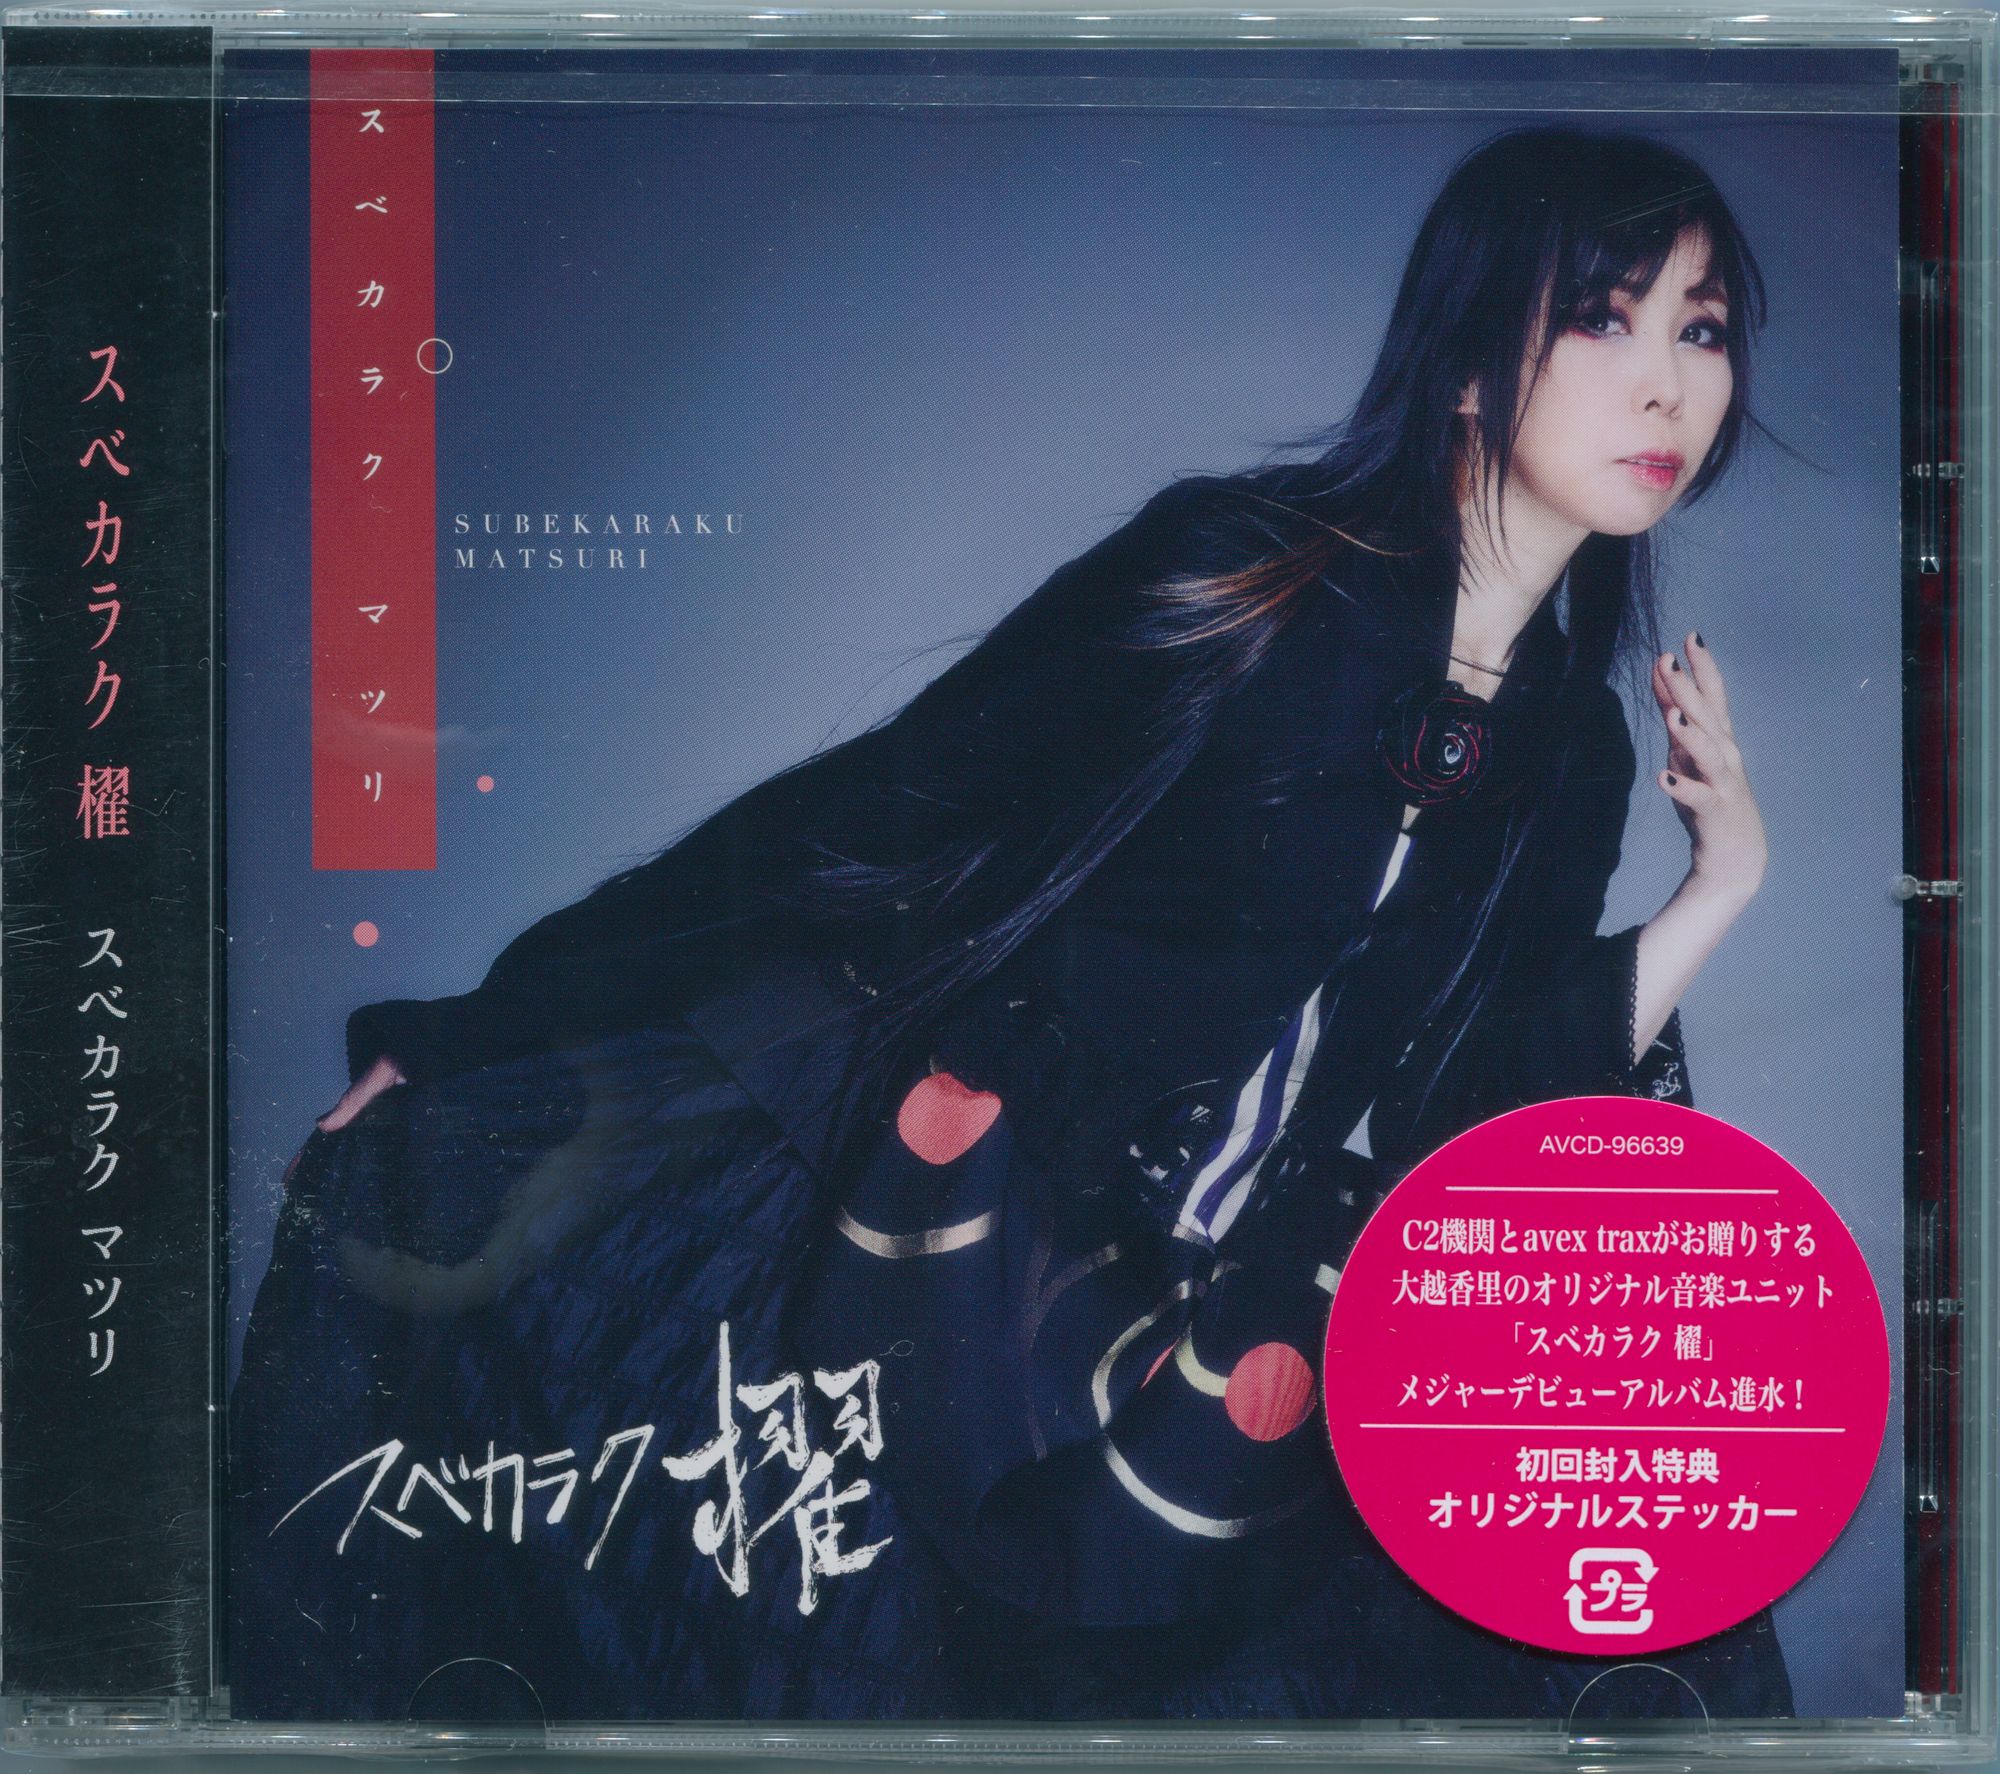 スベカラク 櫂 スベカラク マツリ
スベカラク マツリ
SUBEKARAKU
MATSURI
スベカラク 櫂
AVCD-96639
C2機関とavex traxがお贈りする
大越香里のオリジナル音楽ユニット
「スベカラク 櫂」
メジャーデビューアルバム進水！
初回封入特典
オリジナルステッカー
プラ